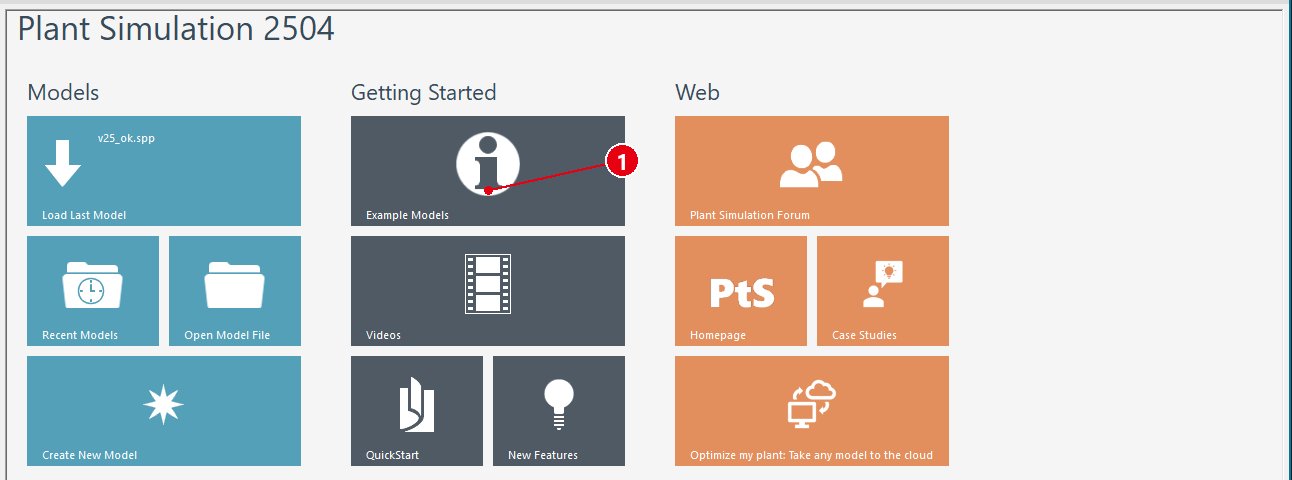 Plant Simulation 2504
Models
Getting Started
Web
v25_ok.spp
Load Last Model
Example Models
1
Plant Simulation Forum
Recent Models
Open Model File
Videos
PtS
Homepage
Case Studies
Create New Model
QuickStart
New Features
Optimize my plant: Take any model to the cloud